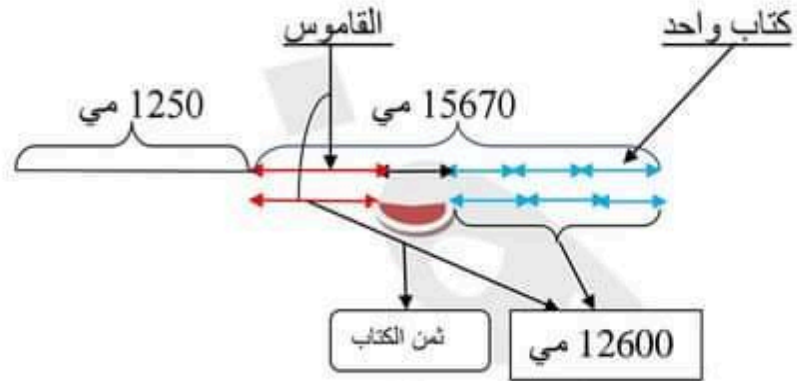 كتاب واحد
القاموس
15670 مي
1250 مي
ثمن الكتاب
12600 مي